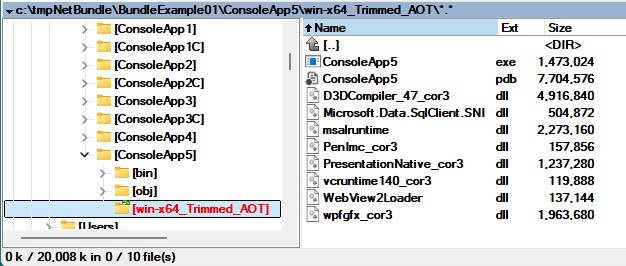 c:\tmpNetBundle\BundleExample01\ConsoleApp5\win-x64_Trimmed_AOT\*.*
[ConsoleApp1]
[ConsoleApp1C]
[ConsoleApp2]
[ConsoleApp2C]
[ConsoleApp3]
[ConsoleApp3C]
[ConsoleApp4]
[ConsoleApp5]
[bin]
[obj]
[win-x64_Trimmed_AOT]
[Users]
Name Ext Size
[..] <DIR>
ConsoleApp5 exe 1,473,024
ConsoleApp5 pdb 7,704,576
D3DCompiler_47_cor3 dll 4,916,840
Microsoft.Data.SqlClient.SNI dll 504,872
msalruntime dll 2,273,160
PenImc_cor3 dll 157,856
PresentationNative_cor3 dll 1,237,280
vcruntime140_cor3 dll 119,888
WebView2Loader dll 137,144
wpfgfx_cor3 dll 1,963,680
0 k / 20,008 k in 0 / 10 file(s)